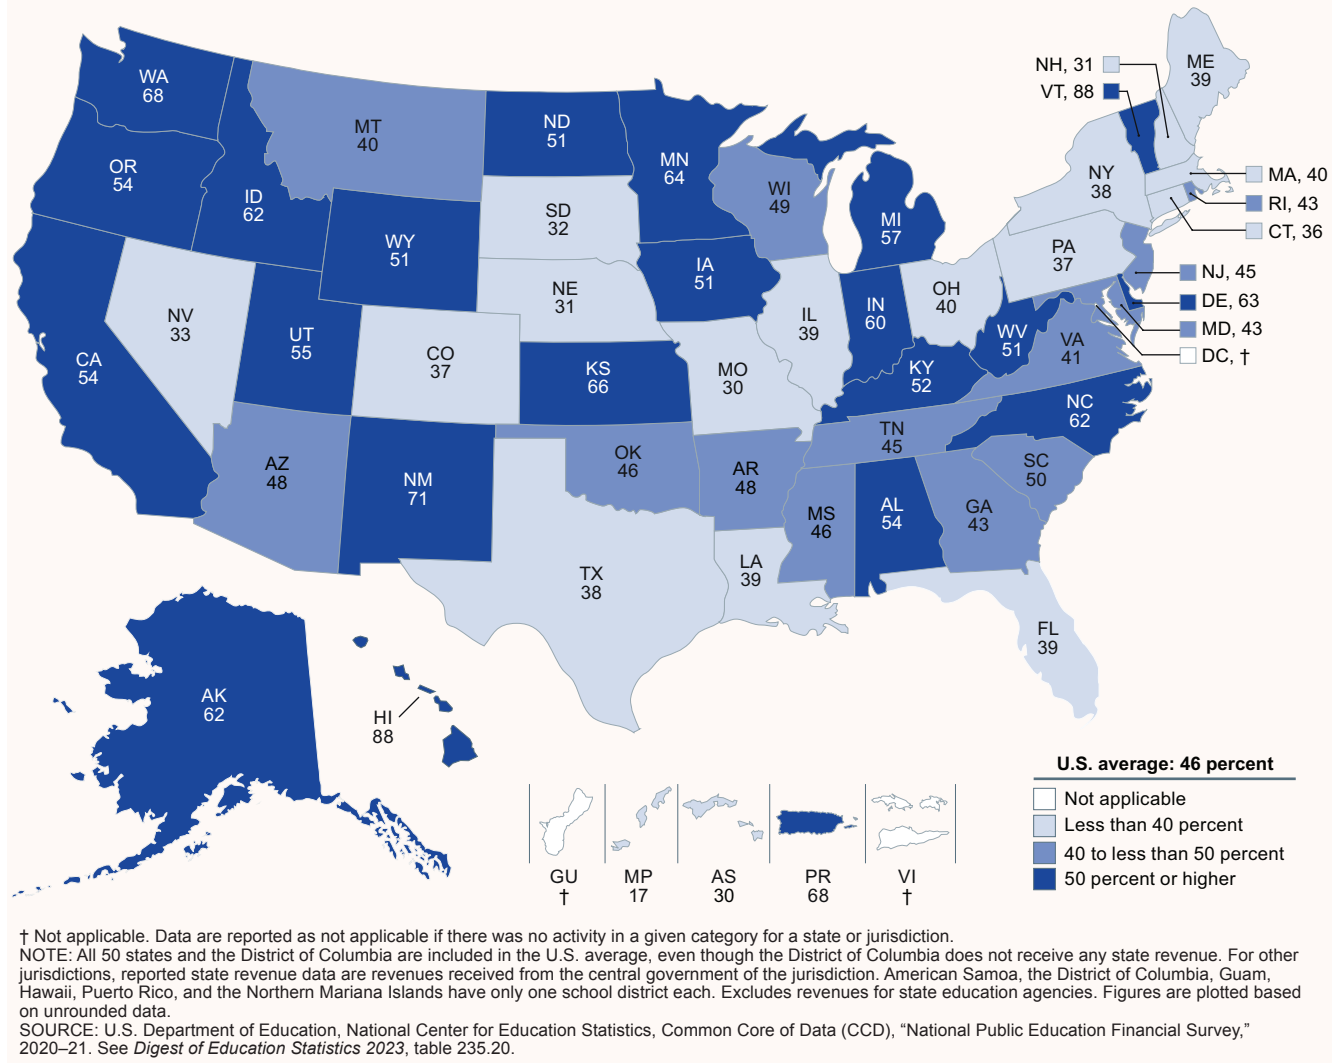 WA
68
OR
54
CA
54
ID
62
NV
33
MT
40
WY
51
UT
55
AZ
48
CO
37
NM
71
ND
51
SD
32
NE
31
KS
66
OK
46
TX
38
MN
64
IA
51
MO
30
AR
48
LA
39
WI
49
IL
39
MI
57
IN
60
OH
40
KY
52
TN
45
MS
46
AL
54
GA
43
FL
39
SC
50
NC
62
VA
41
WV
51
PA
37
NY
38
ME
39
NH, 31
VT, 88
MA, 40
RI, 43
CT, 36
NJ, 45
DE, 63
MD, 43
DC, †
AK
62
HI
88
GU
†
MP
17
AS
30
PR
68
VI
†
U.S. average: 46 percent
Not applicable
Less than 40 percent
40 to less than 50 percent
50 percent or higher
† Not applicable. Data are reported as not applicable if there was no activity in a given category for a state or jurisdiction.
NOTE: All 50 states and the District of Columbia are included in the U.S. average, even though the District of Columbia does not receive any state revenue. For other
jurisdictions, reported state revenue data are revenues received from the central government of the jurisdiction. American Samoa, the District of Columbia, Guam,
Hawaii, Puerto Rico, and the Northern Mariana Islands have only one school district each. Excludes revenues for state education agencies. Figures are plotted based
on unrounded data.
SOURCE: U.S. Department of Education, National Center for Education Statistics, Common Core of Data (CCD), “National Public Education Financial Survey,”
2020–21. See Digest of Education Statistics 2023, table 235.20.